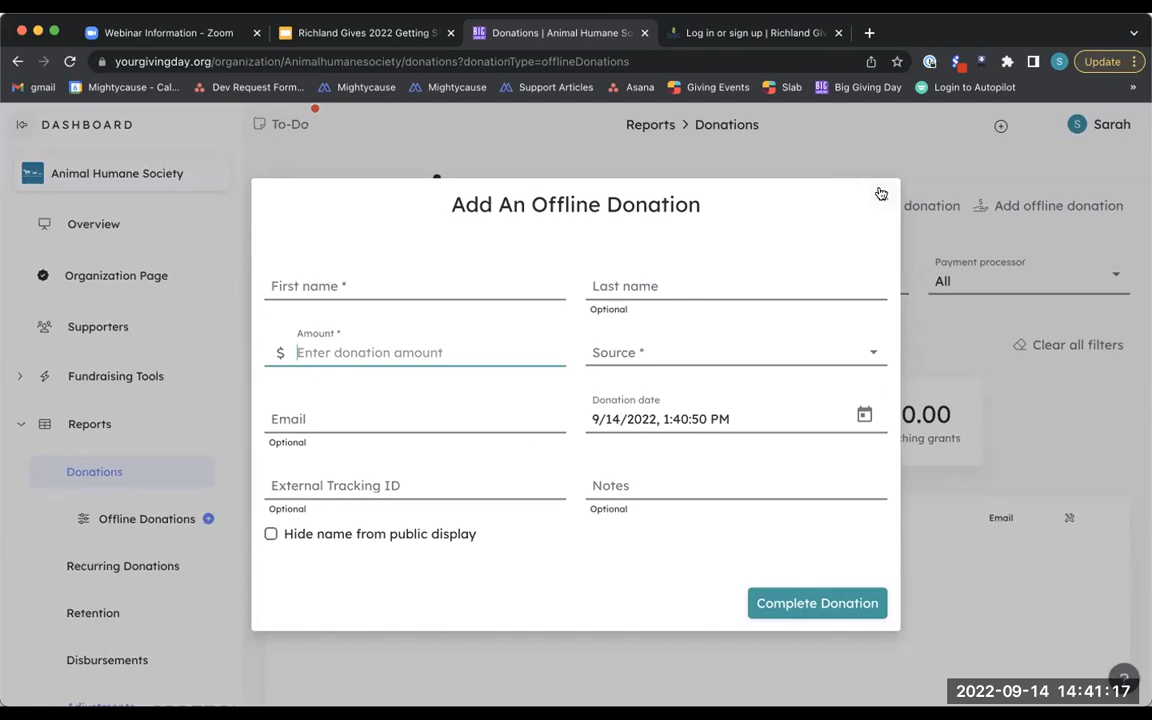 Webinar Information - Zoom
Richland Gives 2022 Getting S
Donations | Animal Humane So
Log in or sign up | Richland Giv
yourgivingday.org/organization/Animalhumanesociety/donations?donationType=offlineDonations
S
Update
gmail
Mightycause - Cal...
Dev Request Form...
Mightycause
Mightycause
Support Articles
Asana
Giving Events
Slab
BIG
Big Giving Day
Login to Autopilot
DASHBOARD
To-Do
Reports > Donations
S
Sarah
Animal Humane Society
Overview
Organization Page
Supporters
Fundraising Tools
Reports
Donations
Offline Donations
Recurring Donations
Retention
Disbursements
donation
Add offline donation
Payment processor
All
Clear all filters
0.00
ching grants
Email
Add An Offline Donation
First name *
Last name
Optional
Amount *
$ Enter donation amount
Source *
Email
Optional
Donation date
9/14/2022, 1:40:50 PM
External Tracking ID
Optional
Notes
Optional
Hide name from public display
Complete Donation
?
2022-09-14 14:41:17